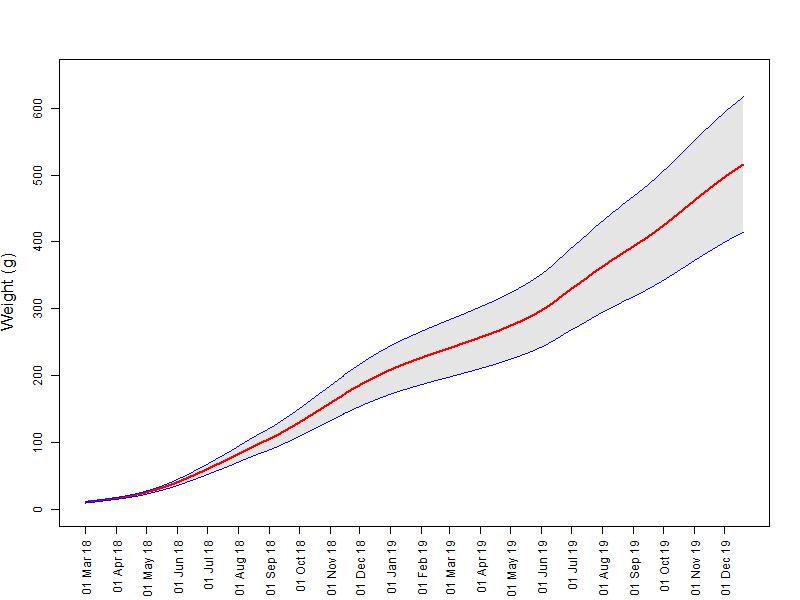 Weight (g)
600
500
400
300
200
100
0
01 Mar 18
01 Apr 18
01 May 18
01 Jun 18
01 Jul 18
01 Aug 18
01 Sep 18
01 Oct 18
01 Nov 18
01 Dec 18
01 Jan 19
01 Feb 19
01 Mar 19
01 Apr 19
01 May 19
01 Jun 19
01 Jul 19
01 Aug 19
01 Sep 19
01 Oct 19
01 Nov 19
01 Dec 19